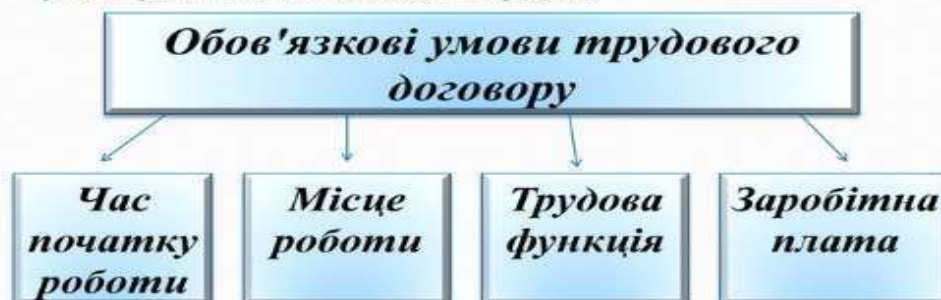 Обов'язкові умови трудового
договору
Час
початку
роботи
Місце
роботи
Трудова
функція
Заробітна
плата